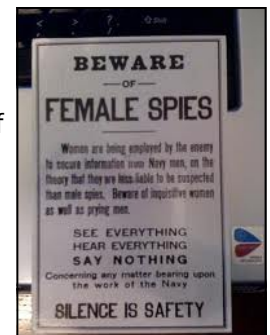 f
BEWARE
OF
FEMALE SPIES
Women are being employed by the enemy
to secure information from Navy men, on the
theory that they are less liable to be suspected
than male spies. Beware of inquisitive women
as well as prying men.
SEE EVERYTHING
HEAR EVERYTHING
SAY NOTHING
Concerning any matter bearing upon
the work of the Navy
SILENCE IS SAFETY